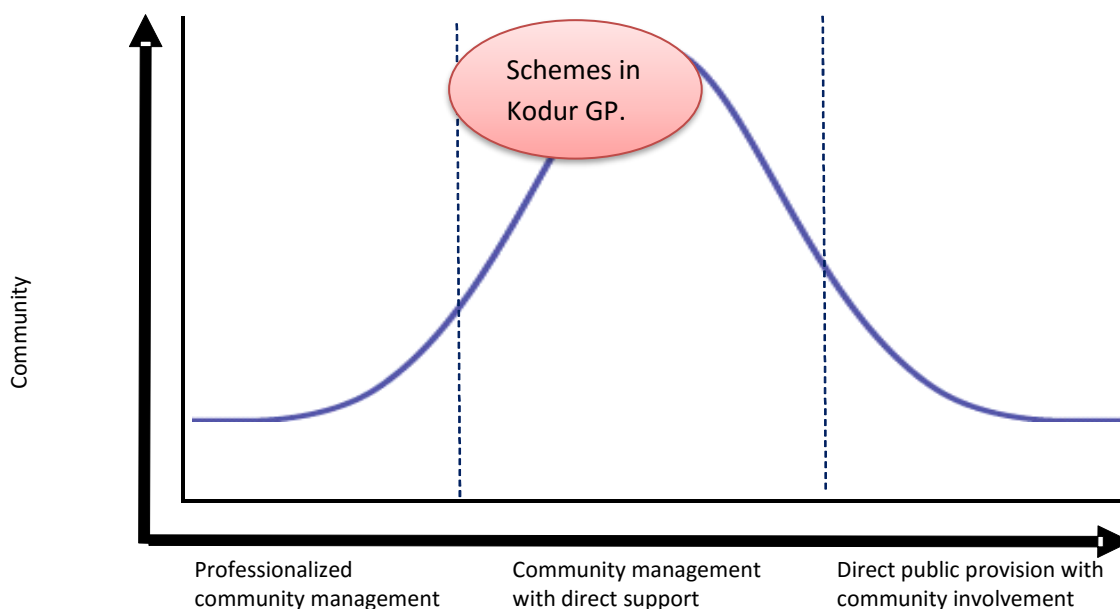 Schemes in
Kodur GP.
Community
Professionalized
community management
Community management
with direct support
Direct public provision with
community involvement